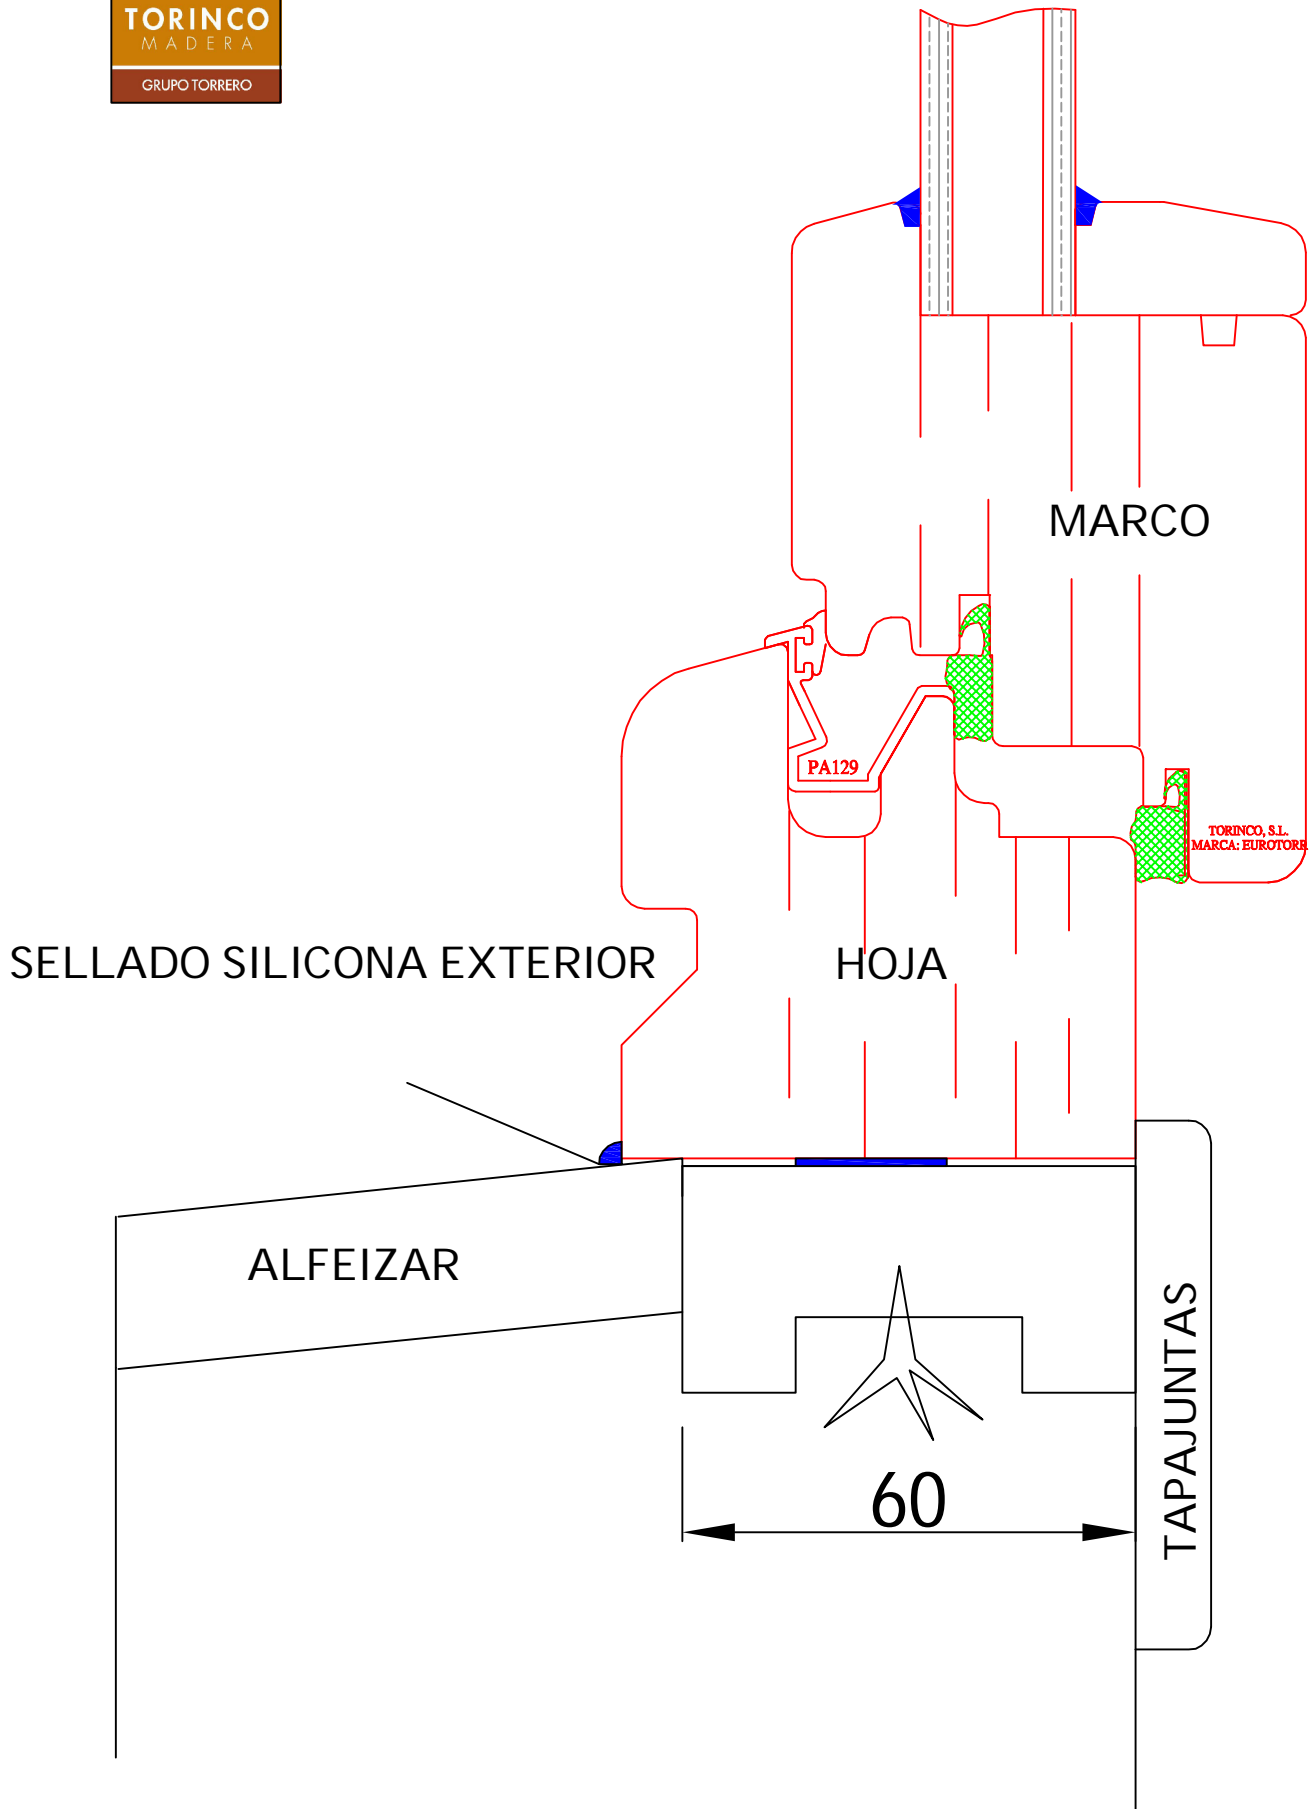 TORINCO
MADERA
GRUPO TORRERO
MARCO
PA129
TORINCO, S.L.
MARCA: EUROTORR
SELLADO SILICONA EXTERIOR
HOJA
ALFEIZAR
TAPAJUNTAS
60